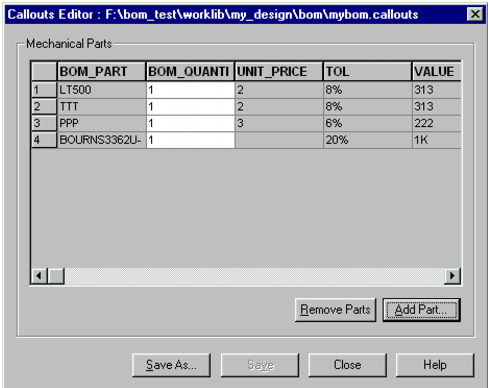 Callouts Editor : F:\bom_test\worklib\my_design\bom\mybom.callouts
Mechanical Parts
BOM_PART BOM_QUANTI UNIT_PRICE TOL VALUE
1 LT500 1 2 8% 313
2 TTT 1 2 8% 313
3 PPP 1 3 6% 222
4 BOURNS3362U- 1 20% 1K
Remove Parts Add Part...
Save As... Save Close Help